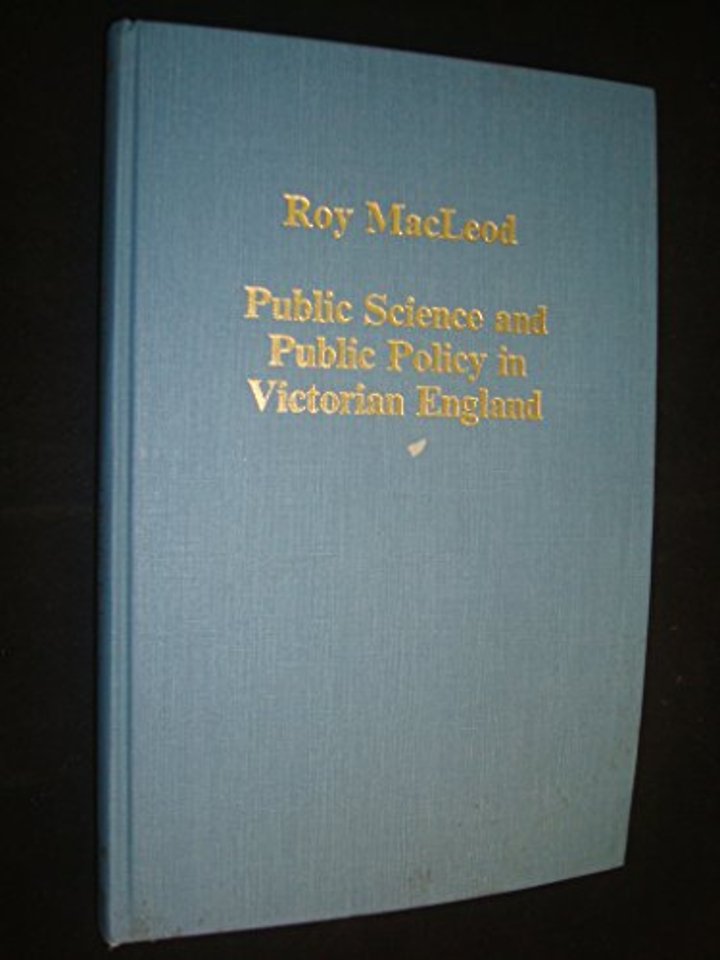 Roy MacLeod
Public Science and
Public Policy in
Victorian England